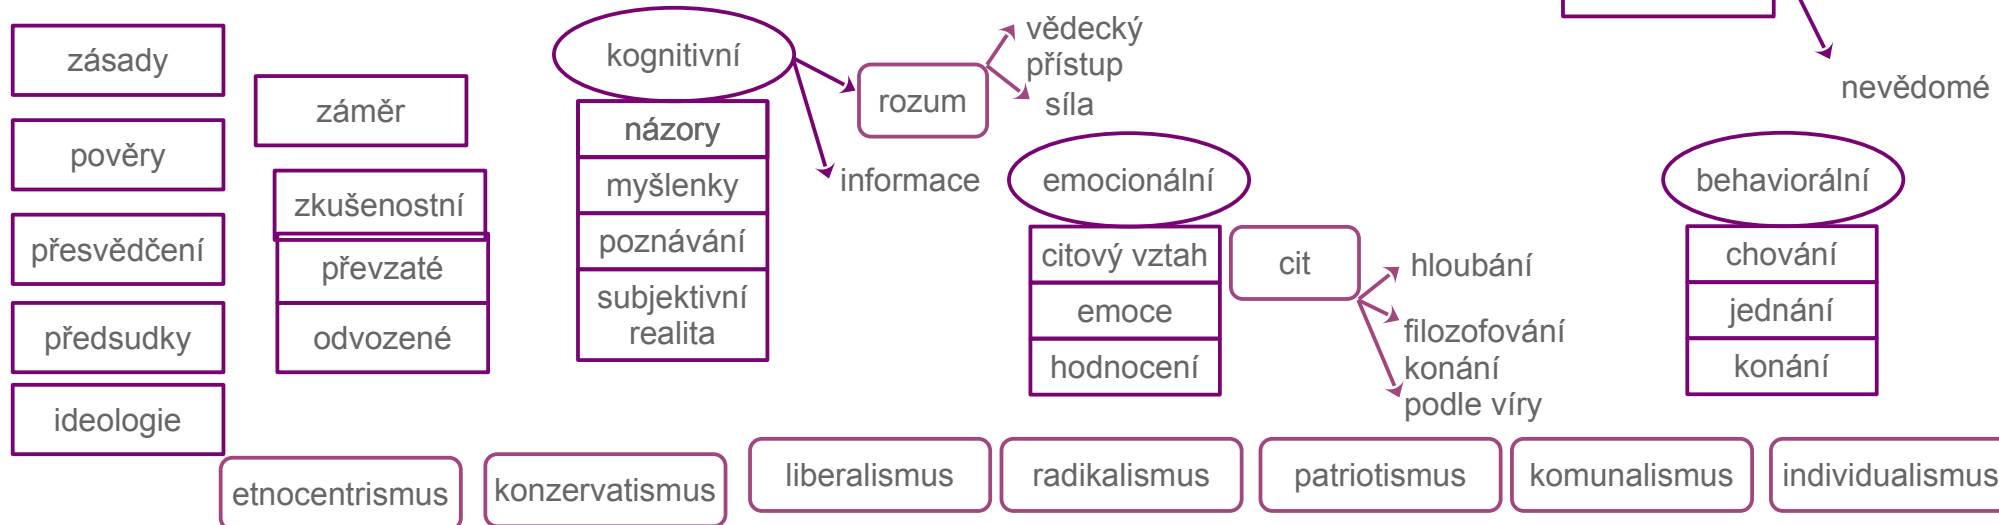 zásady
pověry
přesvědčení
předsudky
ideologie
záměr
zkušenostní
převzaté
odvozené
kognitivní
názory
myšlenky
poznávání
subjektivní
realita
rozum
vědecký
přístup
síla
informace
emocionální
citový vztah
emoce
hodnocení
cit
hloubání
filozofování
konání
podle víry
nevědomé
behaviorální
chování
jednání
konání
etnocentrismus
konzervatismus
liberalismus
radikalismus
patriotismus
komunalismus
individualismus